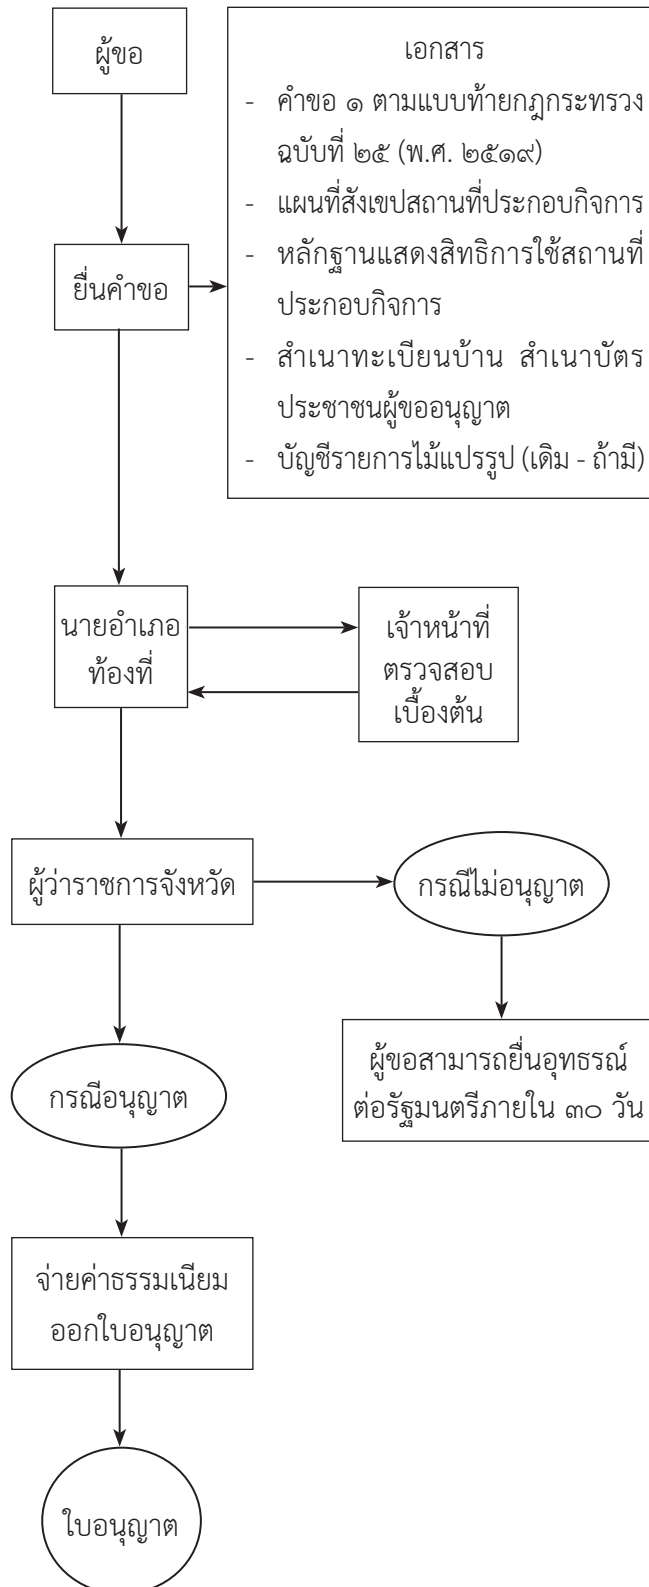 ผู้ขอ
เอกสาร
- คำขอ ๑ ตามแบบท้ายกฎกระทรวง
ฉบับที่ ๒๕ (พ.ศ. ๒๕๑๙)
- แผนที่สังเขปสถานที่ประกอบกิจการ
- หลักฐานแสดงสิทธิการใช้สถานที่
ประกอบกิจการ
- สำเนาทะเบียนบ้าน สำเนาบัตร
ประชาชนผู้ขออนุญาต
- บัญชีรายการไม้แปรรูป (เดิม - ถ้ามี)
ยื่นคำขอ
นายอำเภอ
ท้องที่
เจ้าหน้าที่
ตรวจสอบ
เบื้องต้น
ผู้ว่าราชการจังหวัด
กรณีไม่อนุญาต
ผู้ขอสามารถยื่นอุทธรณ์
ต่อรัฐมนตรีภายใน ๓๐ วัน
กรณีอนุญาต
จ่ายค่าธรรมเนียม
ออกใบอนุญาต
ใบอนุญาต